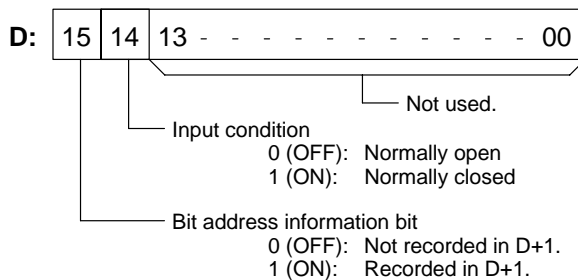 D: 15 14 13 - - - - - - - - - - - - 00
Not used.
Input condition
0 (OFF): Normally open
1 (ON): Normally closed
Bit address information bit
0 (OFF): Not recorded in D+1.
1 (ON): Recorded in D+1.